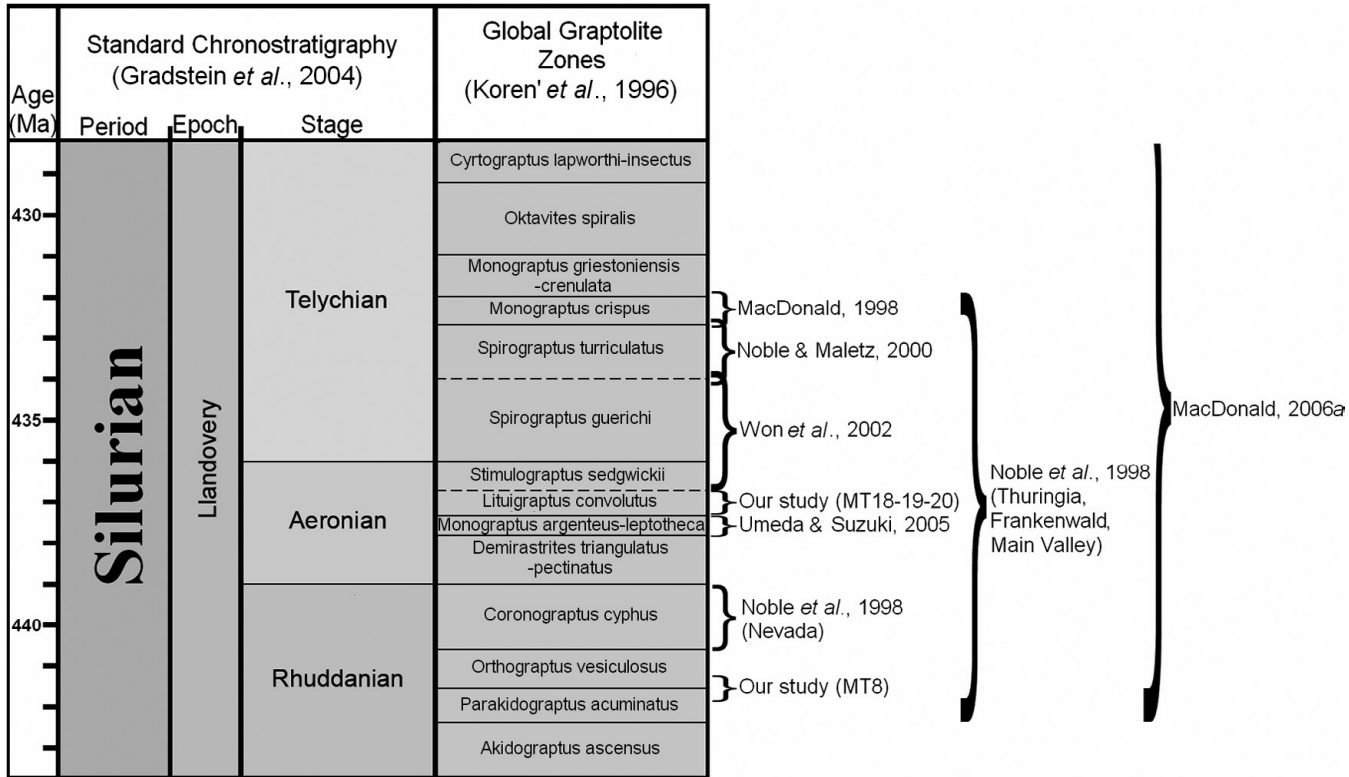 Standard Chronostratigraphy
(Gradstein et al., 2004)
Global Graptolite
Zones
(Koren' et al., 1996)
Age
(Ma)
Period
Epoch
Stage
430
435
440
Silurian
Llandovery
Telychian
Aeronian
Rhuddanian
Cyrtograptus lapworthi-insectus
Oktavites spiralis
Monograptus griestoniensis
-crenulata
Monograptus crispus
Spirograptus turriculatus
Spirograptus guerichi
Stimulograptus sedgwickii
Lituigraptus convolutus
Monograptus argenteus-leptotheca
Demirastrites triangulatus
-pectinatus
Coronograptus cyphus
Orthograptus vesiculosus
Parakidograptus acuminatus
Akidograptus ascensus
MacDonald, 1998
Noble & Maletz, 2000
Won et al., 2002
Our study (MT18-19-20)
Umeda & Suzuki, 2005
Noble et al., 1998
(Nevada)
Our study (MT8)
Noble et al., 1998
(Thuringia,
Frankenwald,
Main Valley)
MacDonald, 2006a